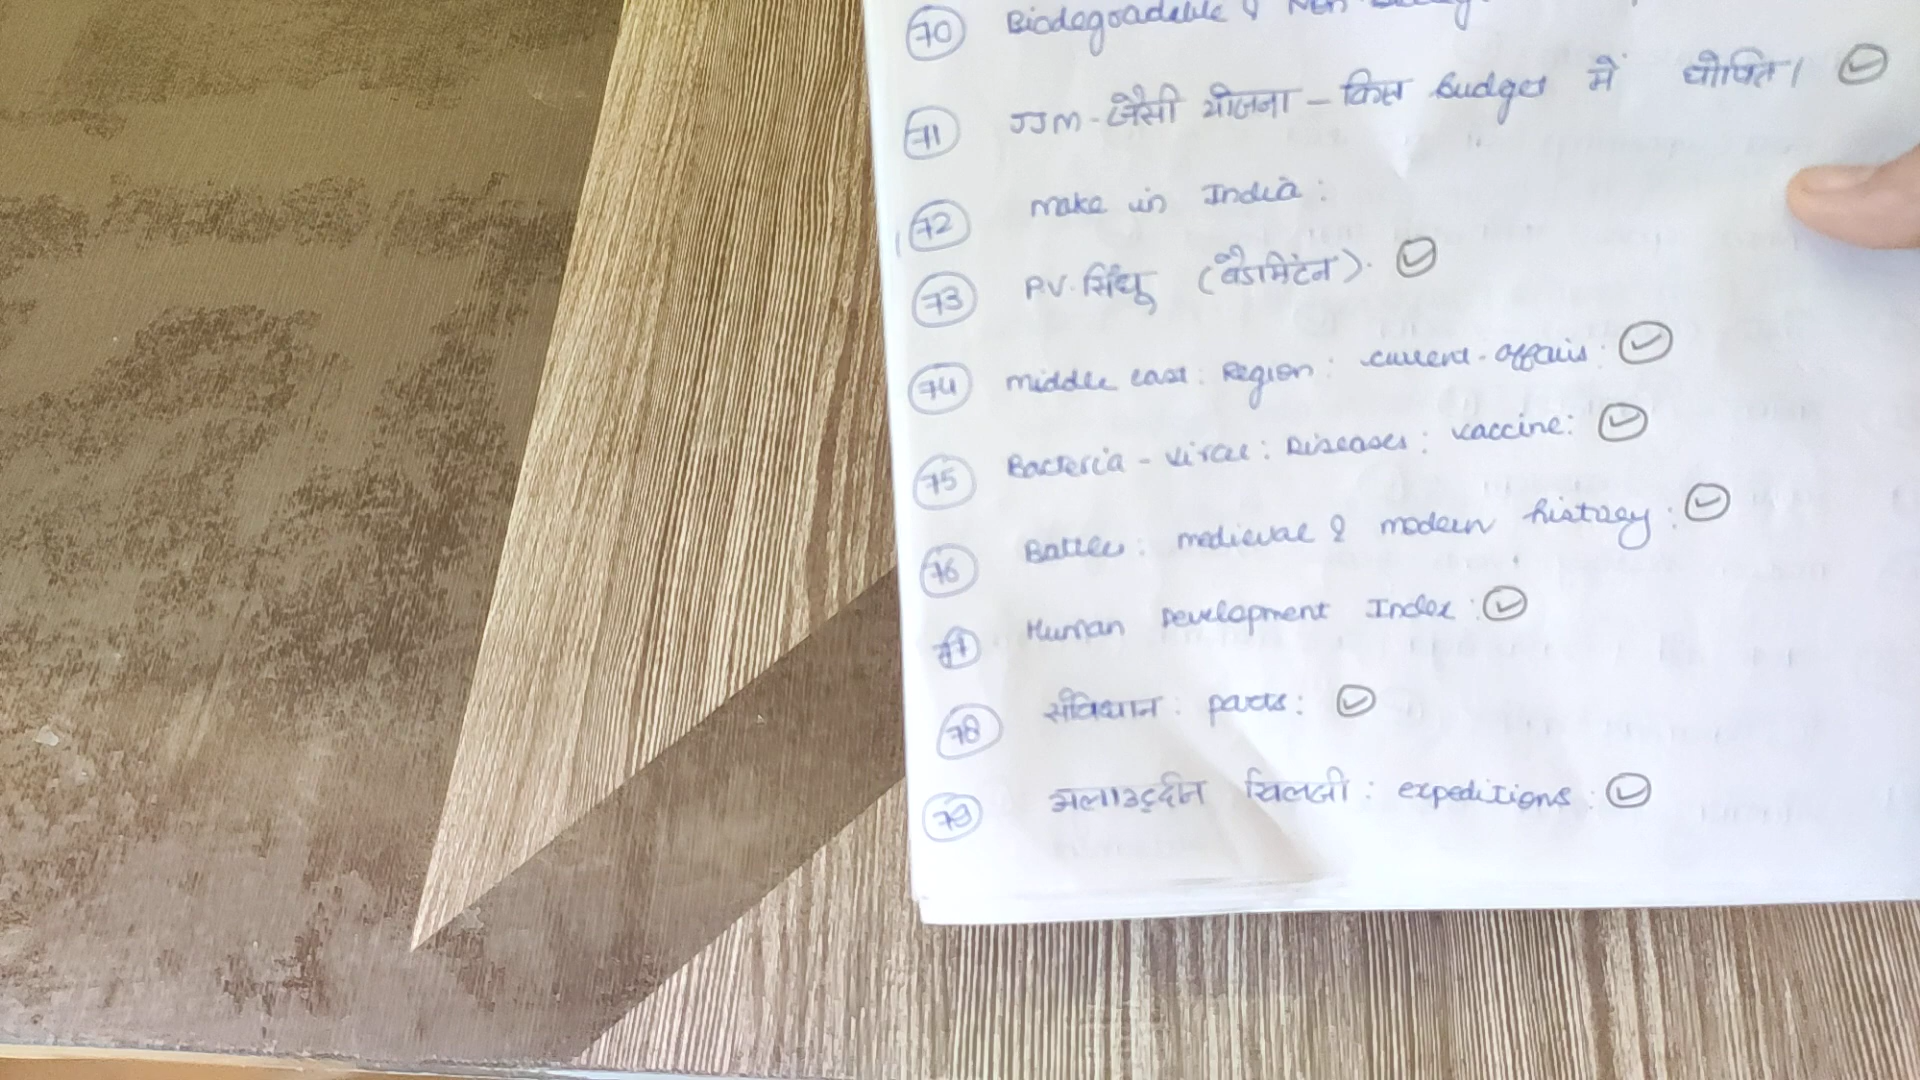 70 Biodegradable & Non
71 JJM - जैसी योजना - किस Budget में घोषित।
72 make in India :
73 P.V. सिंधू (बैडमिंटन).
74 middle east : Region : current - affairs :
75 Bacteria - viral : Diseases : vaccine :
76 Battles : medieval & modern history :
77 Human Development Index :
78 संविधान : parts :
79 अलाउद्दीन खिलजी : expeditions :